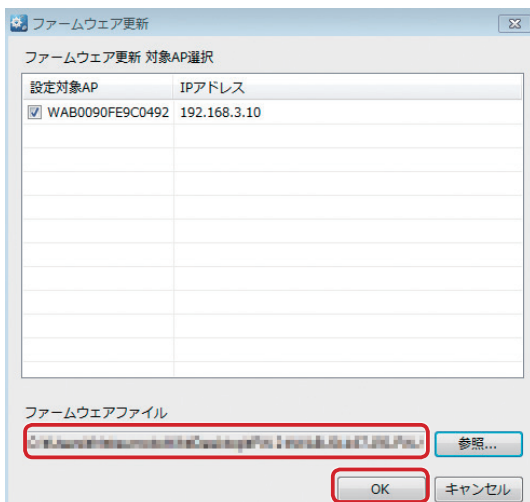 ファームウェア更新
ファームウェア更新 対象AP選択
設定対象AP IPアドレス
WAB0090FE9C0492 192.168.3.10
ファームウェアファイル
参照...
OK キャンセル